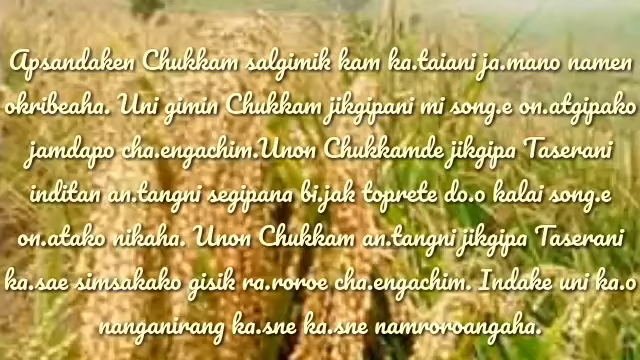 Apsandaken Chukkam salgimik kam ka.taiani ja.mano namen
okribeaha. Uni gimin Chukkam jikgipani mi song.e on.atgipako
jamdapo cha.engachim.Unon Chukkamde jikgipa Taserani
inditan an.tangni segipana bi.jak toprete do.o kalai song.e
on.atako nikaha. Unon Chukkam an.tangni jikgipa Taserani
ka.sae simsakako gisik ra.roroe cha.engachim. Indake uni ka.o
nanganirang ka.sne ka.sne namroroangaha.